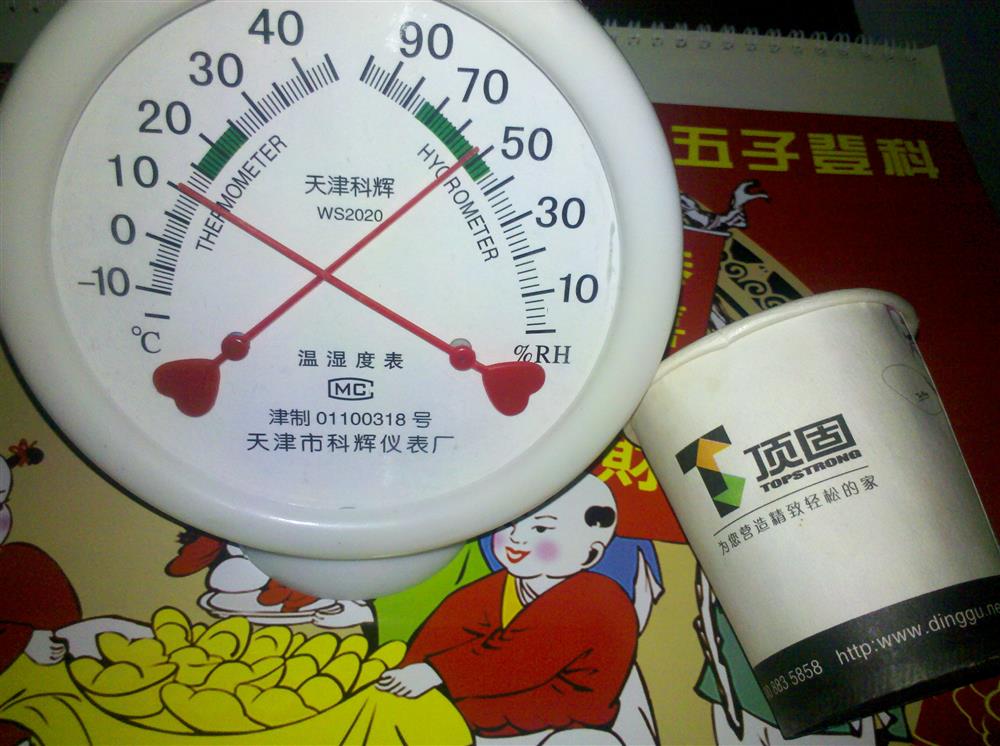 40
30
20
10
0
-10
℃
THERMOMETER
90
70
50
30
10
%RH
HYGROMETER
天津科辉
WS2020
温湿度表
MC
津制 01100318 号
天津市科辉仪表厂
五子登科
財
顶固
TOPSTRONG
为您营造精致轻松的家
883 5858 http:www.dinggu.ne